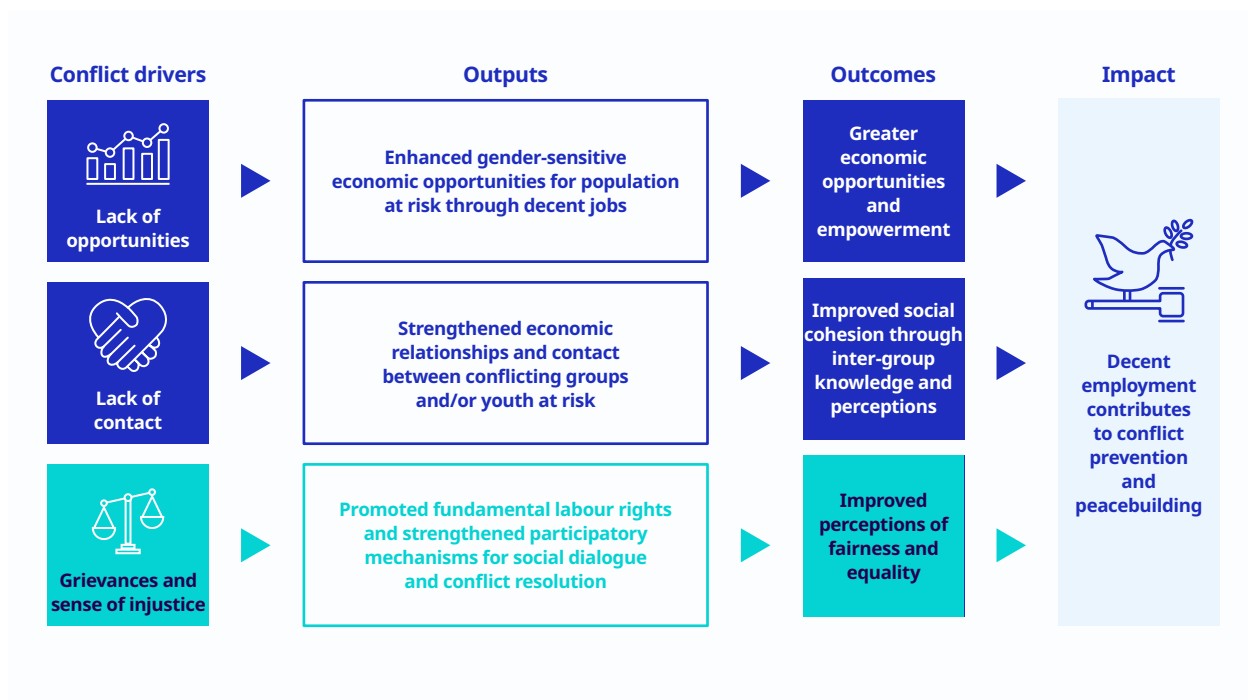 Conflict drivers
Outputs
Outcomes
Impact
Lack of
opportunities
Enhanced gender-sensitive
economic opportunities for population
at risk through decent jobs
Greater
economic
opportunities
and
empowerment
Lack of
contact
Strengthened economic
relationships and contact
between conflicting groups
and/or youth at risk
Improved social
cohesion through
inter-group
knowledge and
perceptions
Grievances and
sense of injustice
Promoted fundamental labour rights
and strengthened participatory
mechanisms for social dialogue
and conflict resolution
Improved
perceptions of
fairness and
equality
Decent
employment
contributes
to conflict
prevention
and
peacebuilding